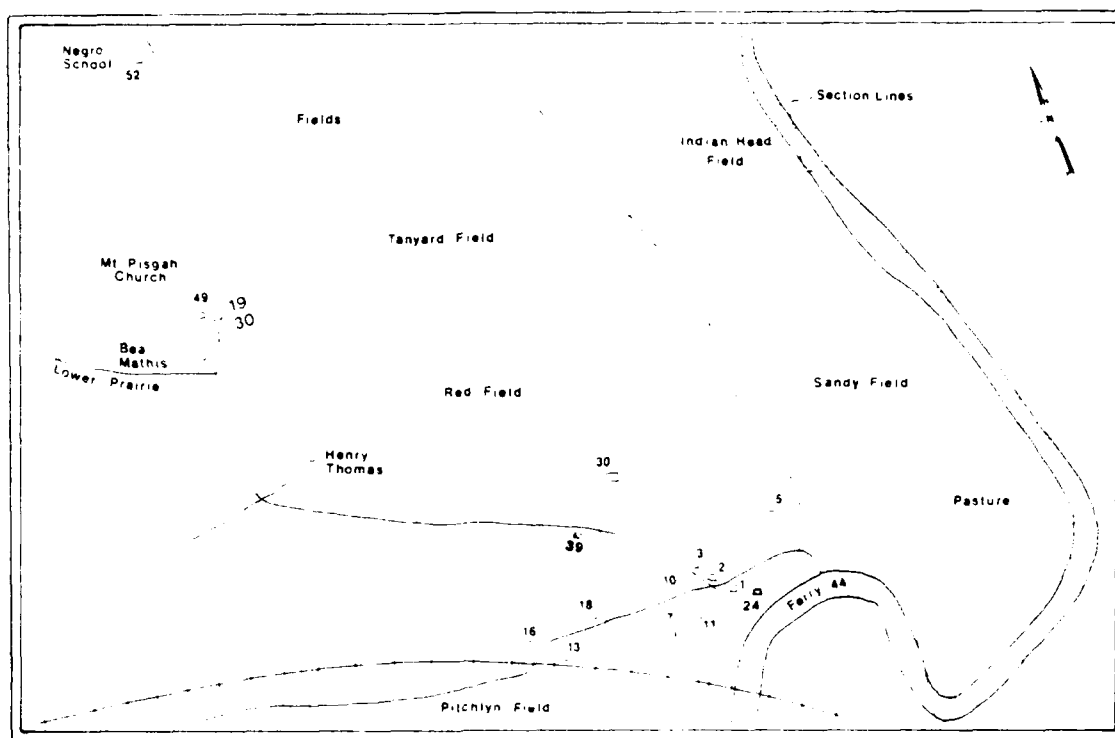 Negro
School
52
Fields
Section Lines
Indian Head
Field
Tanyard Field
Mt. Pisgah
Church
49
19
30
Bea
Mathis
Lower Prairie
Red Field
Sandy Field
Henry
Thomas
30
5
Pasture
39
3
2
10
1
24
Ferry 44
18
7
11
16
13
Pitchlyn Field